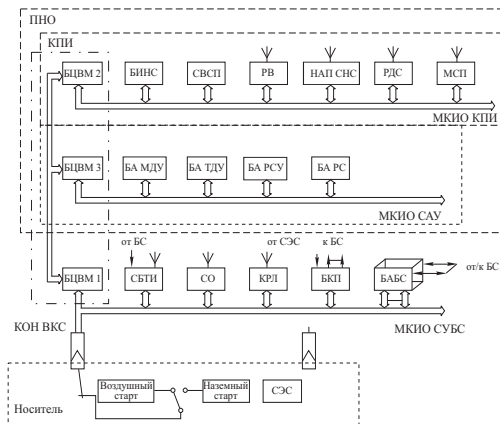 ПНО
КПИ
БЦВМ 2
БИНС
СВСП
РВ
НАП СНС
РДС
МСП
МКИО КПИ
БЦВМ 3
БА МДУ
БА ТДУ
БА РСУ
БА РС
МКИО САУ
от БС
от СЭС
к БС
БЦВМ 1
СБТИ
СО
КРЛ
БКП
БАБС
от/к БС
КОН ВКС
МКИО СУБС
Воздушный
старт
Наземный
старт
СЭС
Носитель